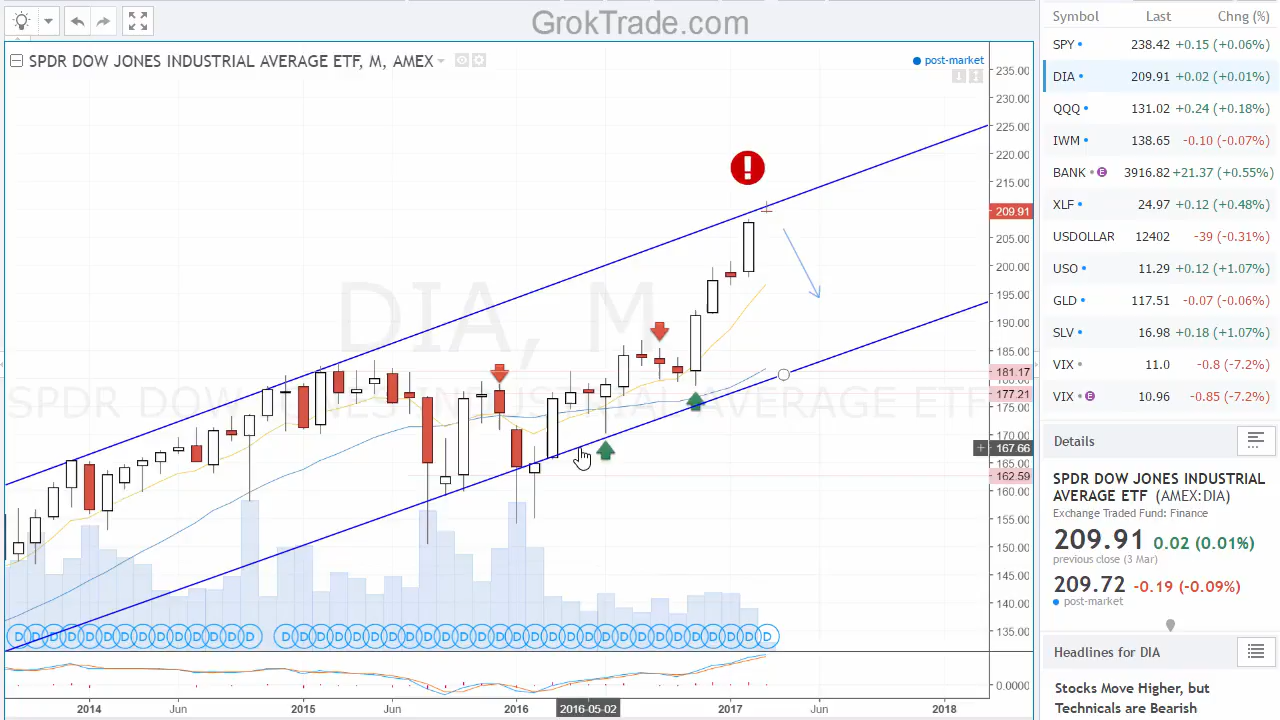 GrokTrade.com
SPDR DOW JONES INDUSTRIAL AVERAGE ETF, M, AMEX
post-market
DIA, M
SPDR DOW JONES INDUSTRIAL AVERAGE ETF
235.00
230.00
225.00
220.00
215.00
209.91
205.00
200.00
195.00
190.00
185.00
181.17
180.00
177.21
175.00
170.00
167.66
165.00
162.59
160.00
155.00
150.00
145.00
140.00
135.00
0.0000
D D D D D D D D D D D D D D D D D D D D D D D D D D D D D D D D D D D D D D D D D D
2014 Jun 2015 Jun 2016 2016-05-02 2017 Jun 2018
Symbol Last Chng (%)
SPY 238.42 +0.15 (+0.06%)
DIA 209.91 +0.02 (+0.01%)
QQQ 131.02 +0.24 (+0.18%)
IWM 138.65 -0.10 (-0.07%)
BANK E 3916.82 +21.37 (+0.55%)
XLF 24.97 +0.12 (+0.48%)
USDOLLAR 12402 -39 (-0.31%)
USO 11.29 +0.12 (+1.07%)
GLD 117.51 -0.07 (-0.06%)
SLV 16.98 +0.18 (+1.07%)
VIX 11.0 -0.8 (-7.2%)
VIX E 10.96 -0.85 (-7.2%)
Details
SPDR DOW JONES INDUSTRIAL
AVERAGE ETF (AMEX:DIA)
Exchange Traded Fund: Finance
209.91 0.02 (0.01%)
previous close (3 Mar)
209.72 -0.19 (-0.09%)
post-market
Headlines for DIA
Stocks Move Higher, but
Technicals are Bearish